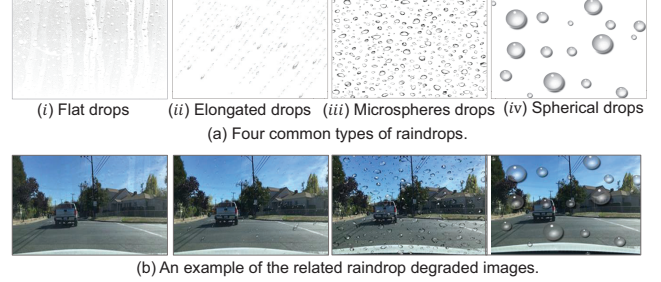 (i) Flat drops (ii) Elongated drops (iii) Microspheres drops (iv) Spherical drops
(a) Four common types of raindrops.
(b) An example of the related raindrop degraded images.